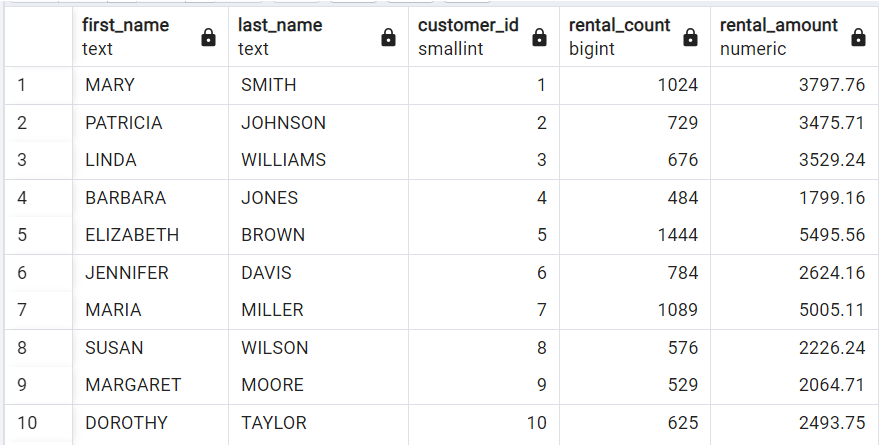 first_name last_name customer_id rental_count rental_amount
text text smallint bigint numeric
1 MARY SMITH 1 1024 3797.76
2 PATRICIA JOHNSON 2 729 3475.71
3 LINDA WILLIAMS 3 676 3529.24
4 BARBARA JONES 4 484 1799.16
5 ELIZABETH BROWN 5 1444 5495.56
6 JENNIFER DAVIS 6 784 2624.16
7 MARIA MILLER 7 1089 5005.11
8 SUSAN WILSON 8 576 2226.24
9 MARGARET MOORE 9 529 2064.71
10 DOROTHY TAYLOR 10 625 2493.75